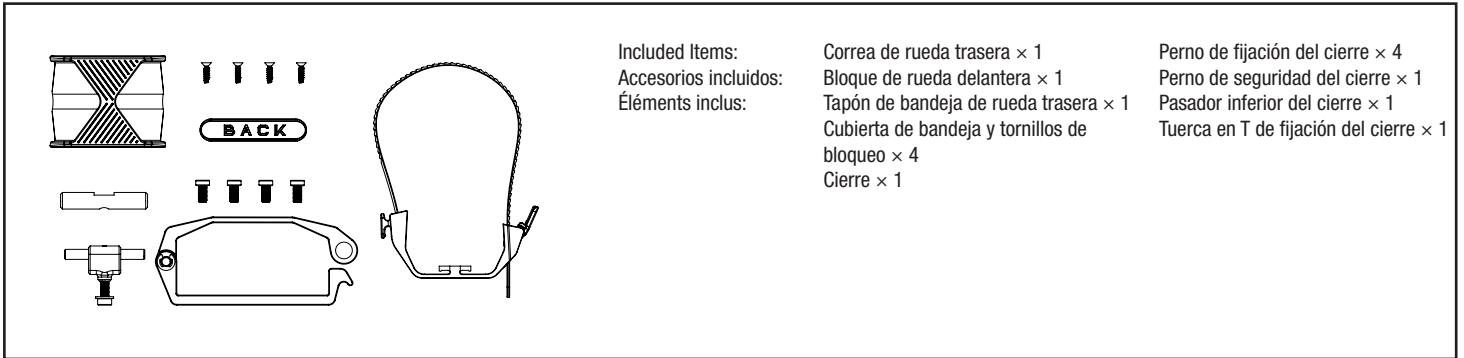 BACK
Included Items:
Accesorios incluidos:
Éléments inclus:
Correa de rueda trasera × 1
Bloque de rueda delantera × 1
Tapón de bandeja de rueda trasera × 1
Cubierta de bandeja y tornillos de
bloqueo × 4
Cierre × 1
Perno de fijación del cierre × 4
Perno de seguridad del cierre × 1
Pasador inferior del cierre × 1
Tuerca en T de fijación del cierre × 1